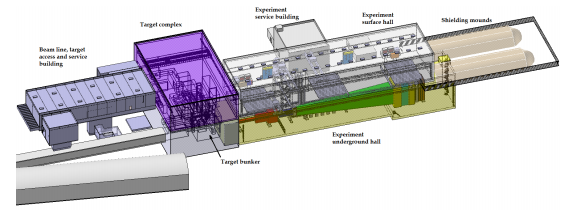 Experiment
service building
Target complex
Experiment
surface hall
Shielding mounds
Beam line, target
access and service
building
Experiment
underground hall
Target bunker